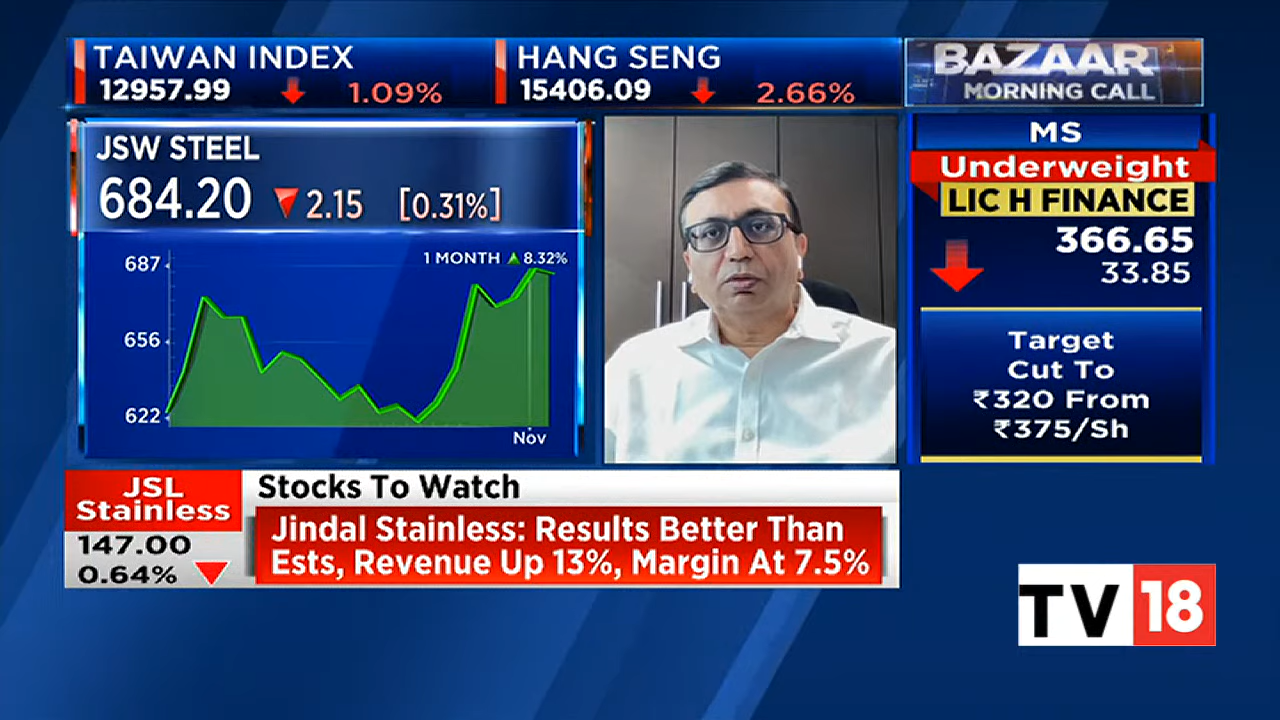 TAIWAN INDEX
12957.99 1.09%
HANG SENG
15406.09 2.66%
BAZAAR
MORNING CALL
JSW STEEL
684.20 2.15 [0.31%]
1 MONTH 8.32%
687
656
622
Nov
MS
Underweight
LIC H FINANCE
366.65
33.85
Target
Cut To
₹320 From
₹375/Sh
JSL
Stainless
147.00
0.64%
Stocks To Watch
Jindal Stainless: Results Better Than
Ests, Revenue Up 13%, Margin At 7.5%
TV18